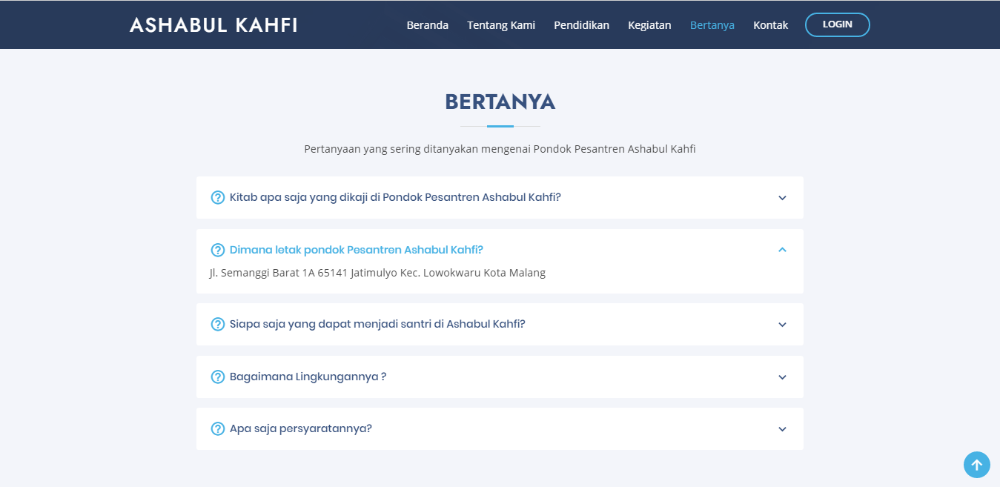 ASHABUL KAHFI
Beranda Tentang Kami Pendidikan Kegiatan Bertanya Kontak LOGIN
BERTANYA
Pertanyaan yang sering ditanyakan mengenai Pondok Pesantren Ashabul Kahfi
Kitab apa saja yang dikaji di Pondok Pesantren Ashabul Kahfi?
Dimana letak pondok Pesantren Ashabul Kahfi?
Jl. Semanggi Barat 1A 65141 Jatimulyo Kec. Lowokwaru Kota Malang
Siapa saja yang dapat menjadi santri di Ashabul Kahfi?
Bagaimana Lingkungannya ?
Apa saja persyaratannya?